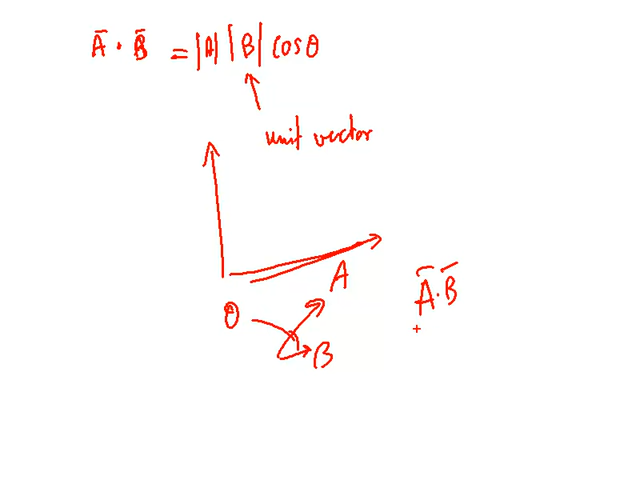 Ā · B̄ = |A| |B| cos θ
unit vector
A
Ā · B̄
θ
B